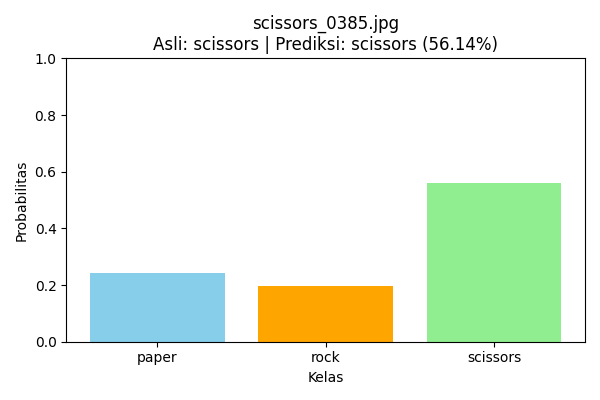 scissors_0385.jpg
Asli: scissors | Prediksi: scissors (56.14%)
1.0
0.8
0.6
0.4
0.2
0.0
Probabilitas
paper rock scissors
Kelas